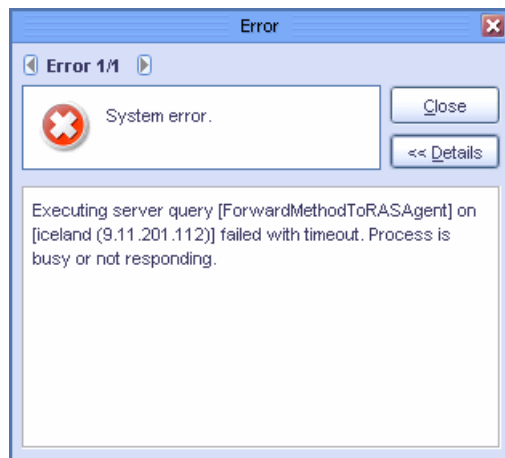 Error
Error 1/1
System error.
Close
<< Details
Executing server query [ForwardMethodToRASAgent] on
[iceland (9.11.201.112)] failed with timeout. Process is
busy or not responding.